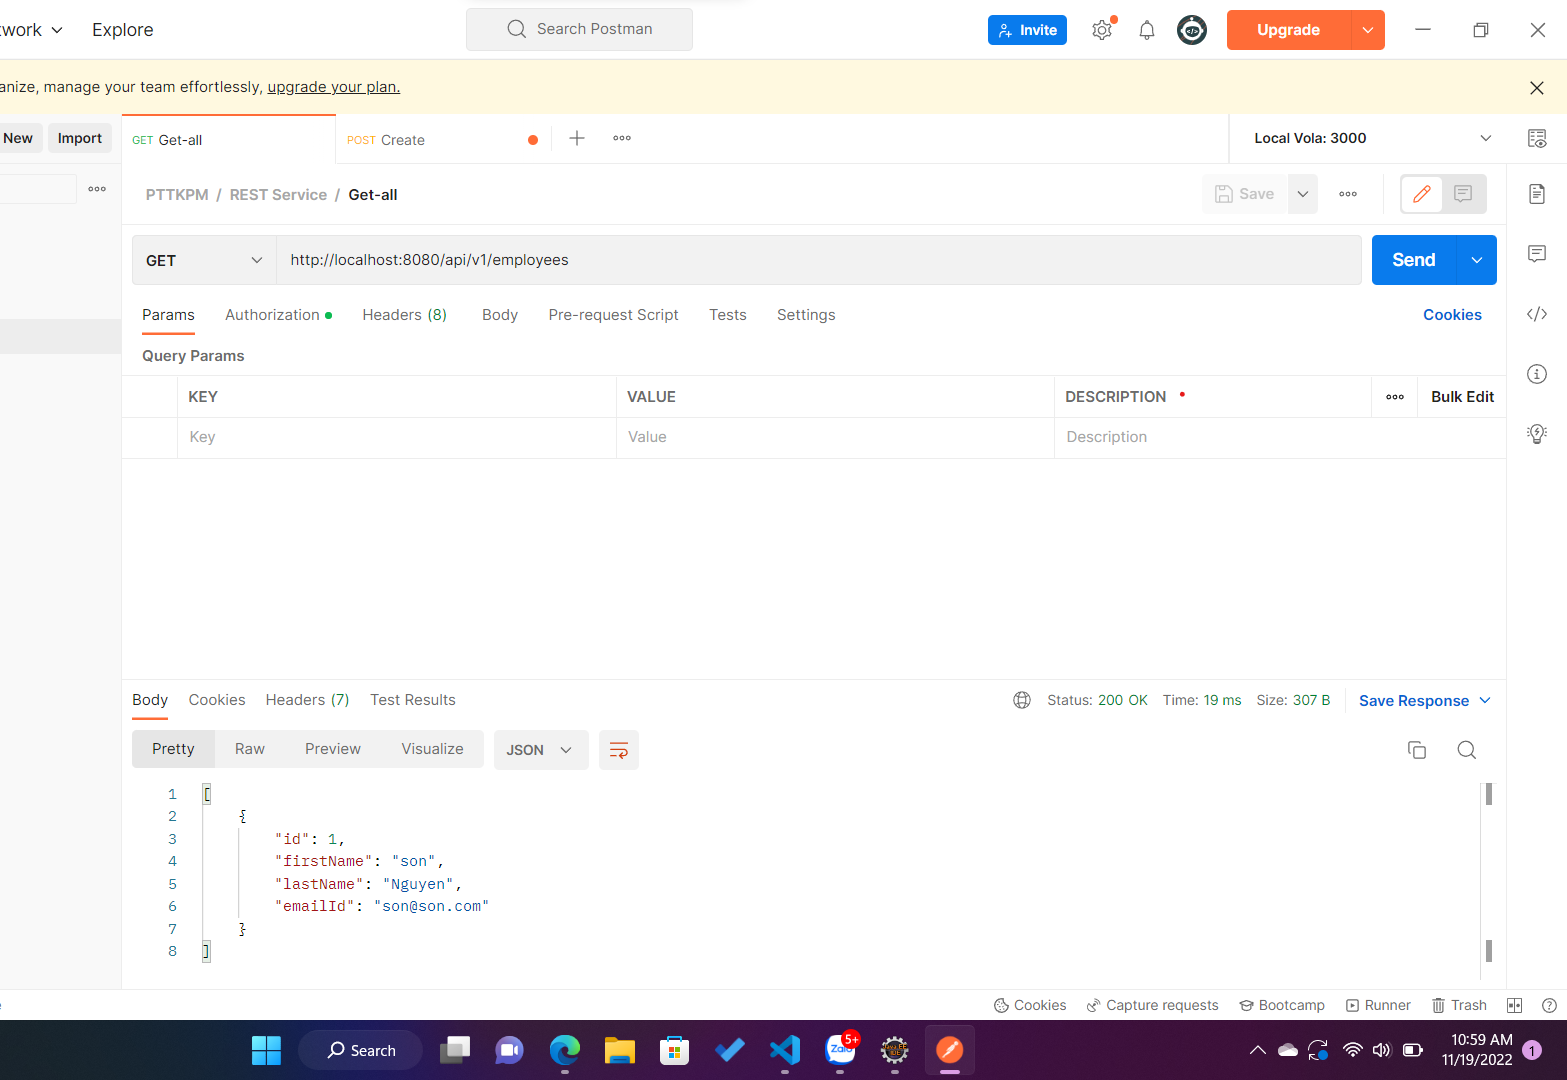 twork
Explore
Search Postman
Invite
Upgrade
anize, manage your team effortlessly, upgrade your plan.
New
Import
GET Get-all
POST Create
Local Vola: 3000
PTTKPM / REST Service / Get-all
Save
GET
http://localhost:8080/api/v1/employees
Send
Params
Authorization
Headers (8)
Body
Pre-request Script
Tests
Settings
Cookies
Query Params
KEY
VALUE
DESCRIPTION
Bulk Edit
Key
Value
Description
Body
Cookies
Headers (7)
Test Results
Status: 200 OK
Time: 19 ms
Size: 307 B
Save Response
Pretty
Raw
Preview
Visualize
JSON
1 [
2 {
3 "id": 1,
4 "firstName": "son",
5 "lastName": "Nguyen",
6 "emailId": "son@son.com"
7 }
8 ]
Cookies
Capture requests
Bootcamp
Runner
Trash
Search
Zalo
5+
10:59 AM
11/19/2022
1